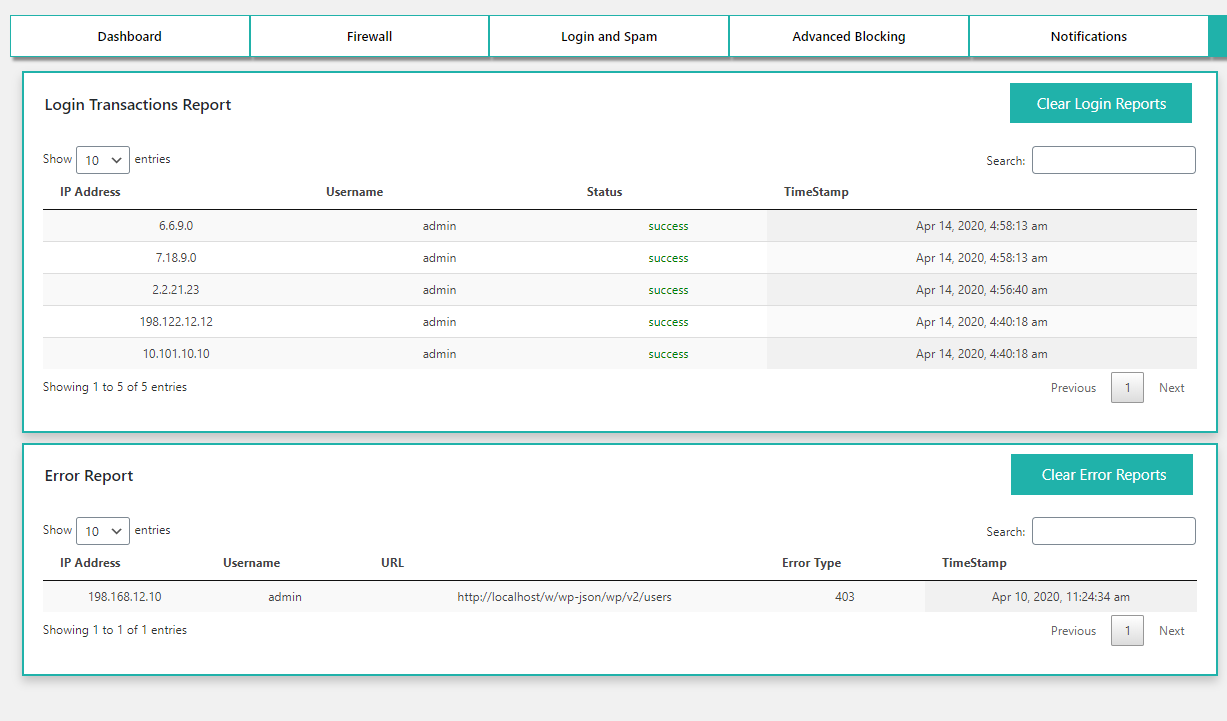 Dashboard Firewall Login and Spam Advanced Blocking Notifications
Login Transactions Report Clear Login Reports
Show 10 entries Search:
IP Address Username Status TimeStamp
6.6.9.0 admin success Apr 14, 2020, 4:58:13 am
7.18.9.0 admin success Apr 14, 2020, 4:58:13 am
2.2.21.23 admin success Apr 14, 2020, 4:56:40 am
198.122.12.12 admin success Apr 14, 2020, 4:40:18 am
10.101.10.10 admin success Apr 14, 2020, 4:40:18 am
Showing 1 to 5 of 5 entries Previous 1 Next
Error Report Clear Error Reports
Show 10 entries Search:
IP Address Username URL Error Type TimeStamp
198.168.12.10 admin http://localhost/w/wp-json/wp/v2/users 403 Apr 10, 2020, 11:24:34 am
Showing 1 to 1 of 1 entries Previous 1 Next